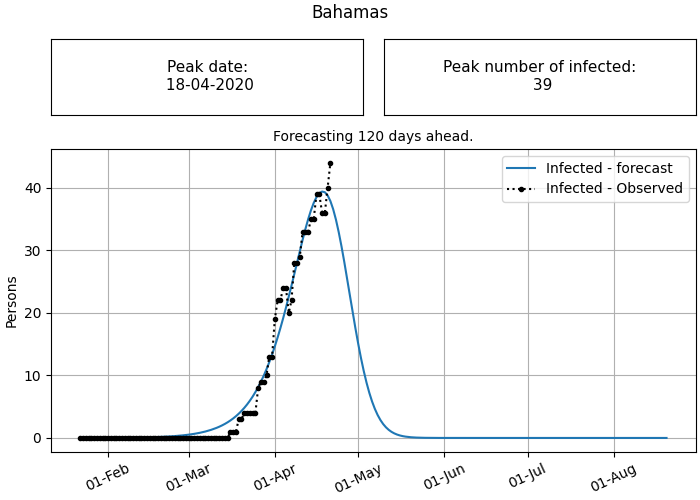 Bahamas
Peak date:
18-04-2020
Peak number of infected:
39
Forecasting 120 days ahead.
Infected - forecast
Infected - Observed
Persons
40
30
20
10
0
01-Feb
01-Mar
01-Apr
01-May
01-Jun
01-Jul
01-Aug